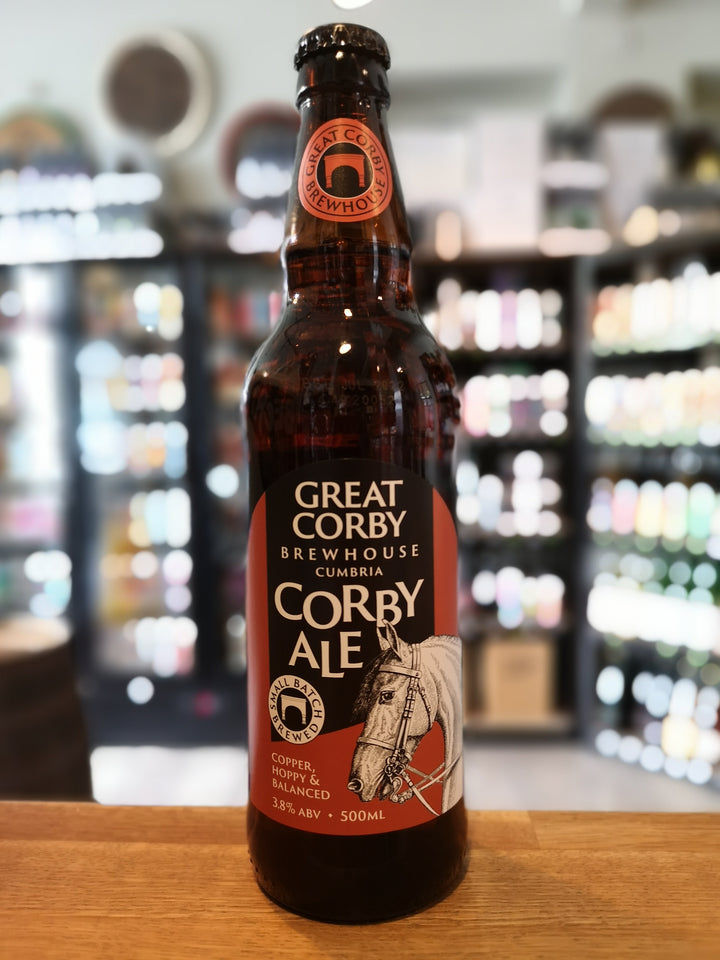 GREAT CORBY
BREWHOUSE
GREAT
CORBY
BREWHOUSE
CUMBRIA
CORBY
ALE
SMALL BATCH
BREWED
COPPER,
HOPPY &
BALANCED
3.8% ABV • 500ML